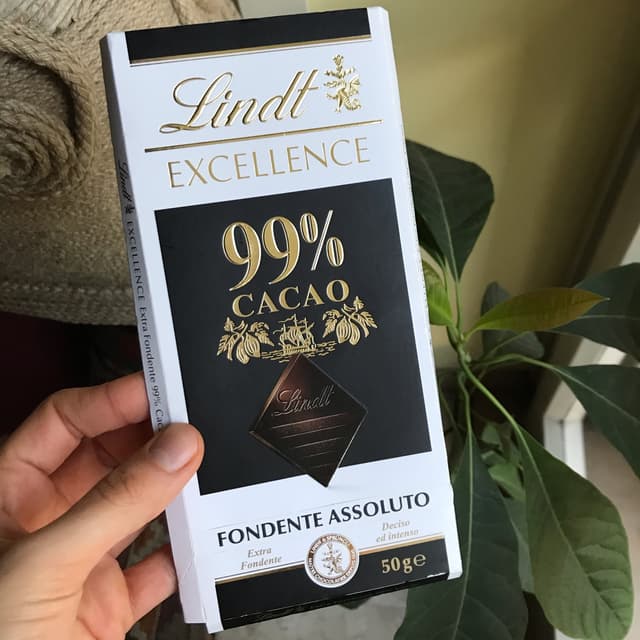 Lindt
EXCELLENCE
99%
CACAO
Lindt
FONDENTE ASSOLUTO
Extra
Fondente
Deciso
ed intenso
50g℮
Lindt EXCELLENCE Extra Fondente 99% Cac